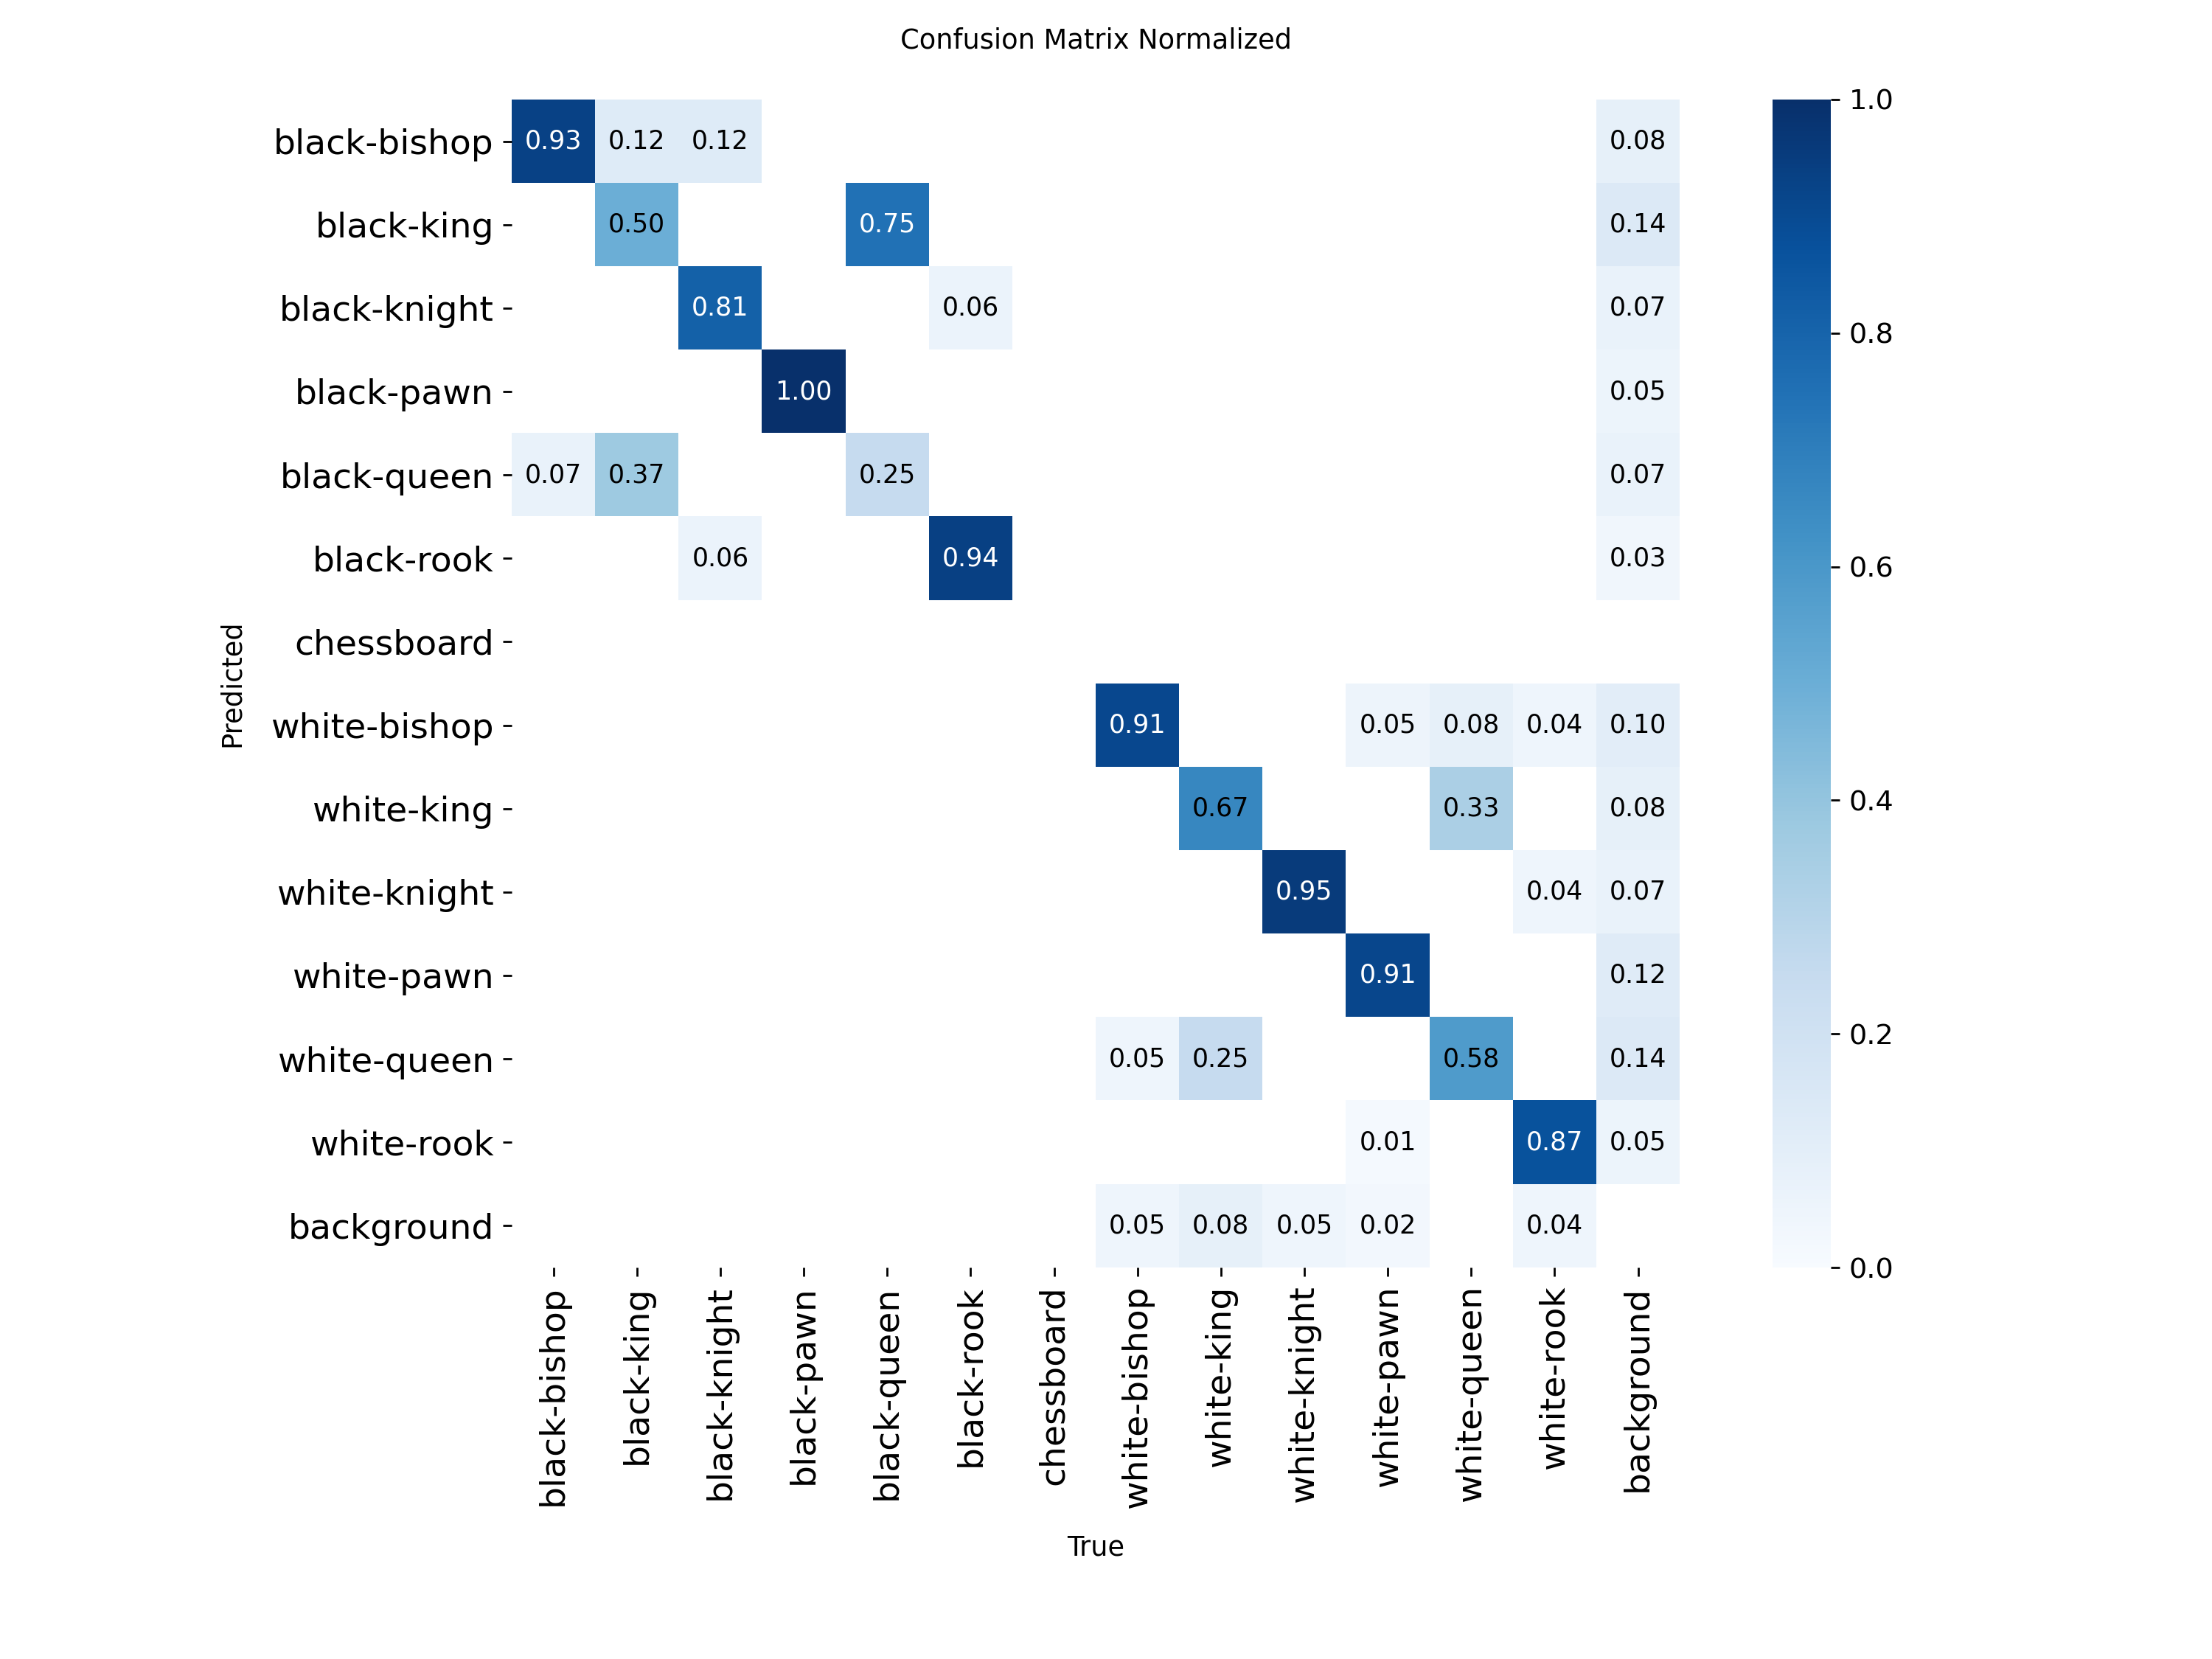 Confusion Matrix Normalized
black-bishop 0.93 0.12 0.12 0.08
black-king 0.50 0.75 0.14
black-knight 0.81 0.06 0.07
black-pawn 1.00 0.05
black-queen 0.07 0.37 0.25 0.07
black-rook 0.06 0.94 0.03
chessboard
white-bishop 0.91 0.05 0.08 0.04 0.10
white-king 0.67 0.33 0.08
white-knight 0.95 0.04 0.07
white-pawn 0.91 0.12
white-queen 0.05 0.25 0.58 0.14
white-rook 0.01 0.87 0.05
background 0.05 0.08 0.05 0.02 0.04
Predicted
black-bishop
black-king
black-knight
black-pawn
black-queen
black-rook
chessboard
white-bishop
white-king
white-knight
white-pawn
white-queen
white-rook
background
True
1.0
0.8
0.6
0.4
0.2
0.0